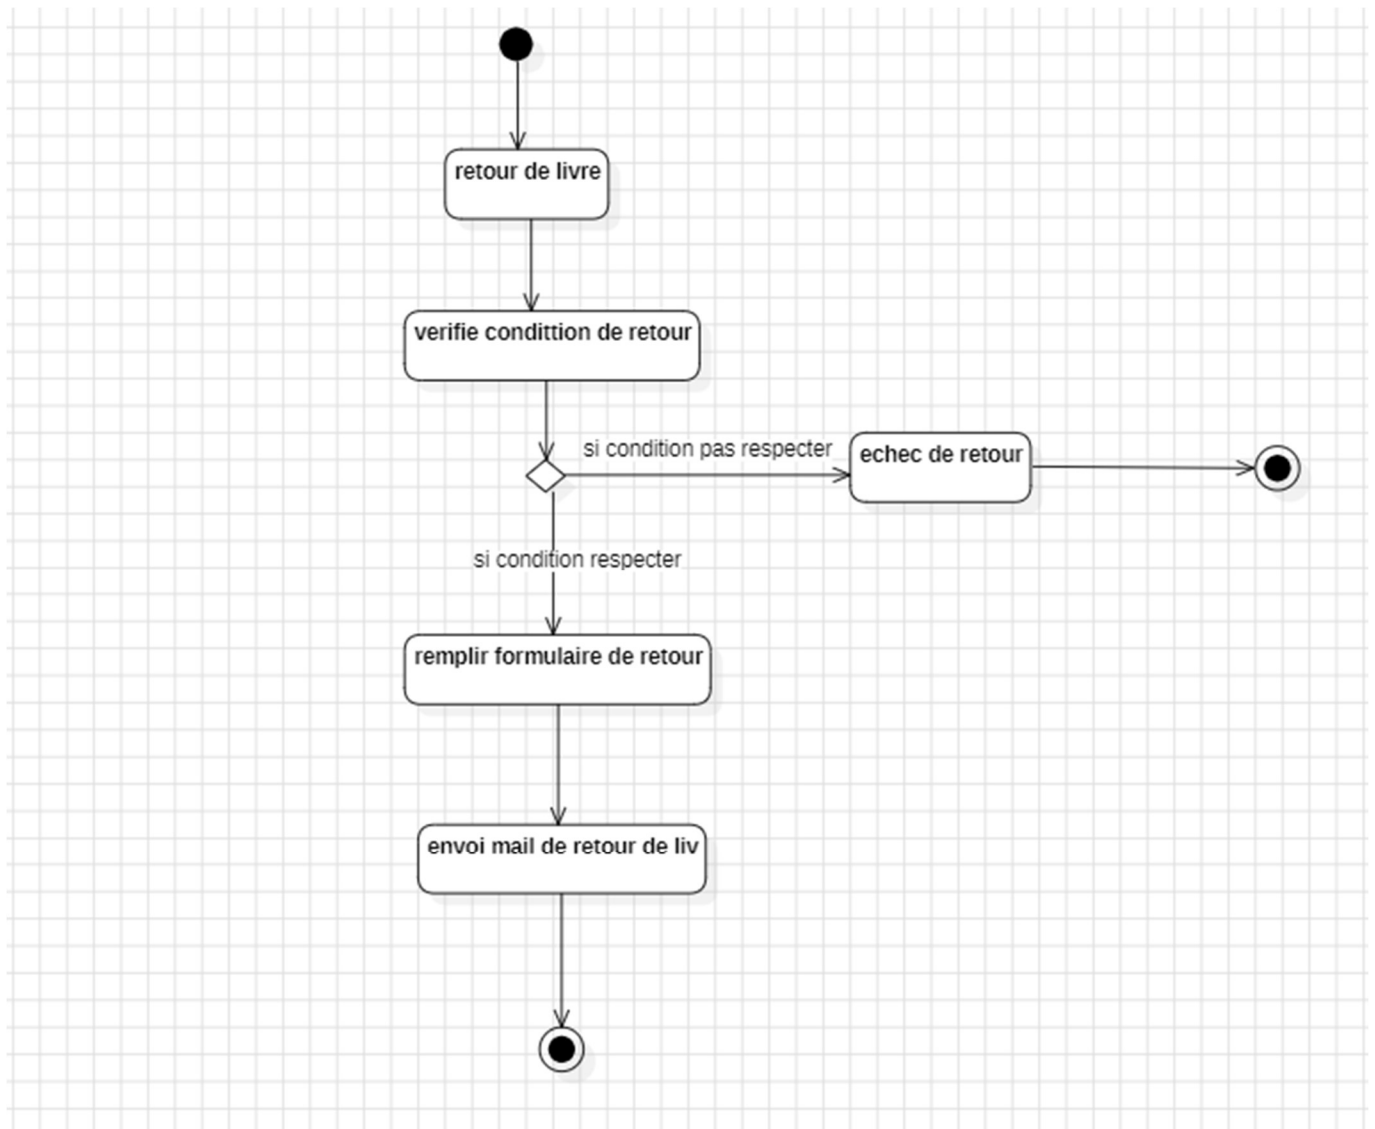 retour de livre
verifie condittion de retour
si condition pas respecter
echec de retour
si condition respecter
remplir formulaire de retour
envoi mail de retour de liv